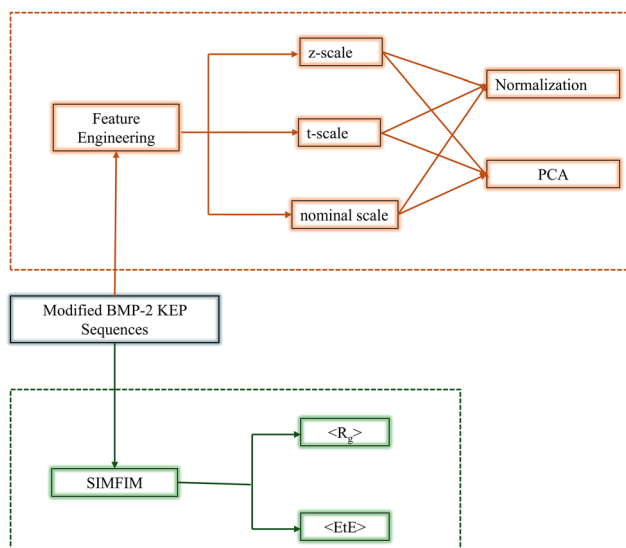 z-scale
Normalization
Feature
Engineering
t-scale
PCA
nominal scale
Modified BMP-2 KEP
Sequences
<Rg>
SIMFIM
<EtE>